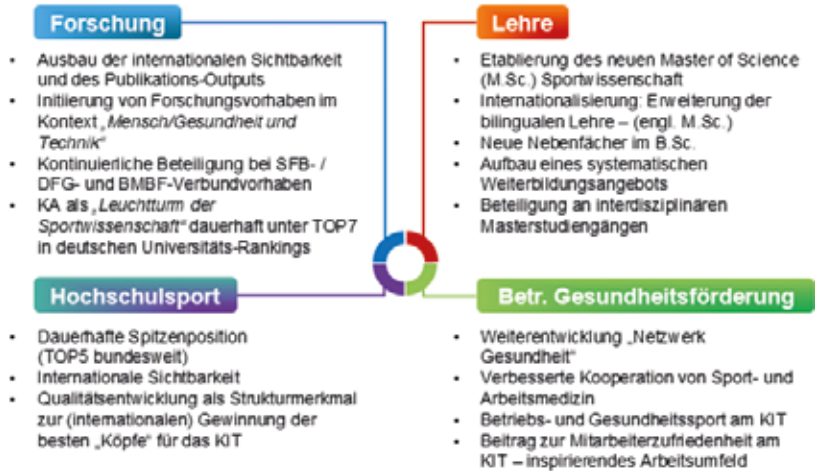 Forschung
• Ausbau der internationalen Sichtbarkeit
und des Publikations-Outputs
• Initiierung von Forschungsvorhaben im
Kontext „Mensch/Gesundheit und
Technik"
• Kontinuierliche Beteiligung bei SFB- /
DFG- und BMBF-Verbundvorhaben
• KA als „Leuchtturm der
Sportwissenschaft" dauerhaft unter TOP7
in deutschen Universitäts-Rankings
Lehre
• Etablierung des neuen Master of Science
(M.Sc.) Sportwissenschaft
• Internationalisierung: Erweiterung der
bilingualen Lehre – (engl. M.Sc.)
• Neue Nebenfächer im B.Sc.
• Aufbau eines systematischen
Weiterbildungsangebots
• Beteiligung an interdisziplinären
Masterstudiengängen
Hochschulsport
• Dauerhafte Spitzenposition
(TOP5 bundesweit)
• Internationale Sichtbarkeit
• Qualitätsentwicklung als Strukturmerkmal
zur (internationalen) Gewinnung der
besten „Köpfe" für das KIT
Betr. Gesundheitsförderung
• Weiterentwicklung „Netzwerk
Gesundheit"
• Verbesserte Kooperation von Sport- und
Arbeitsmedizin
• Betriebs- und Gesundheitssport am KIT
• Beitrag zur Mitarbeiterzufriedenheit am
KIT – inspirierendes Arbeitsumfeld